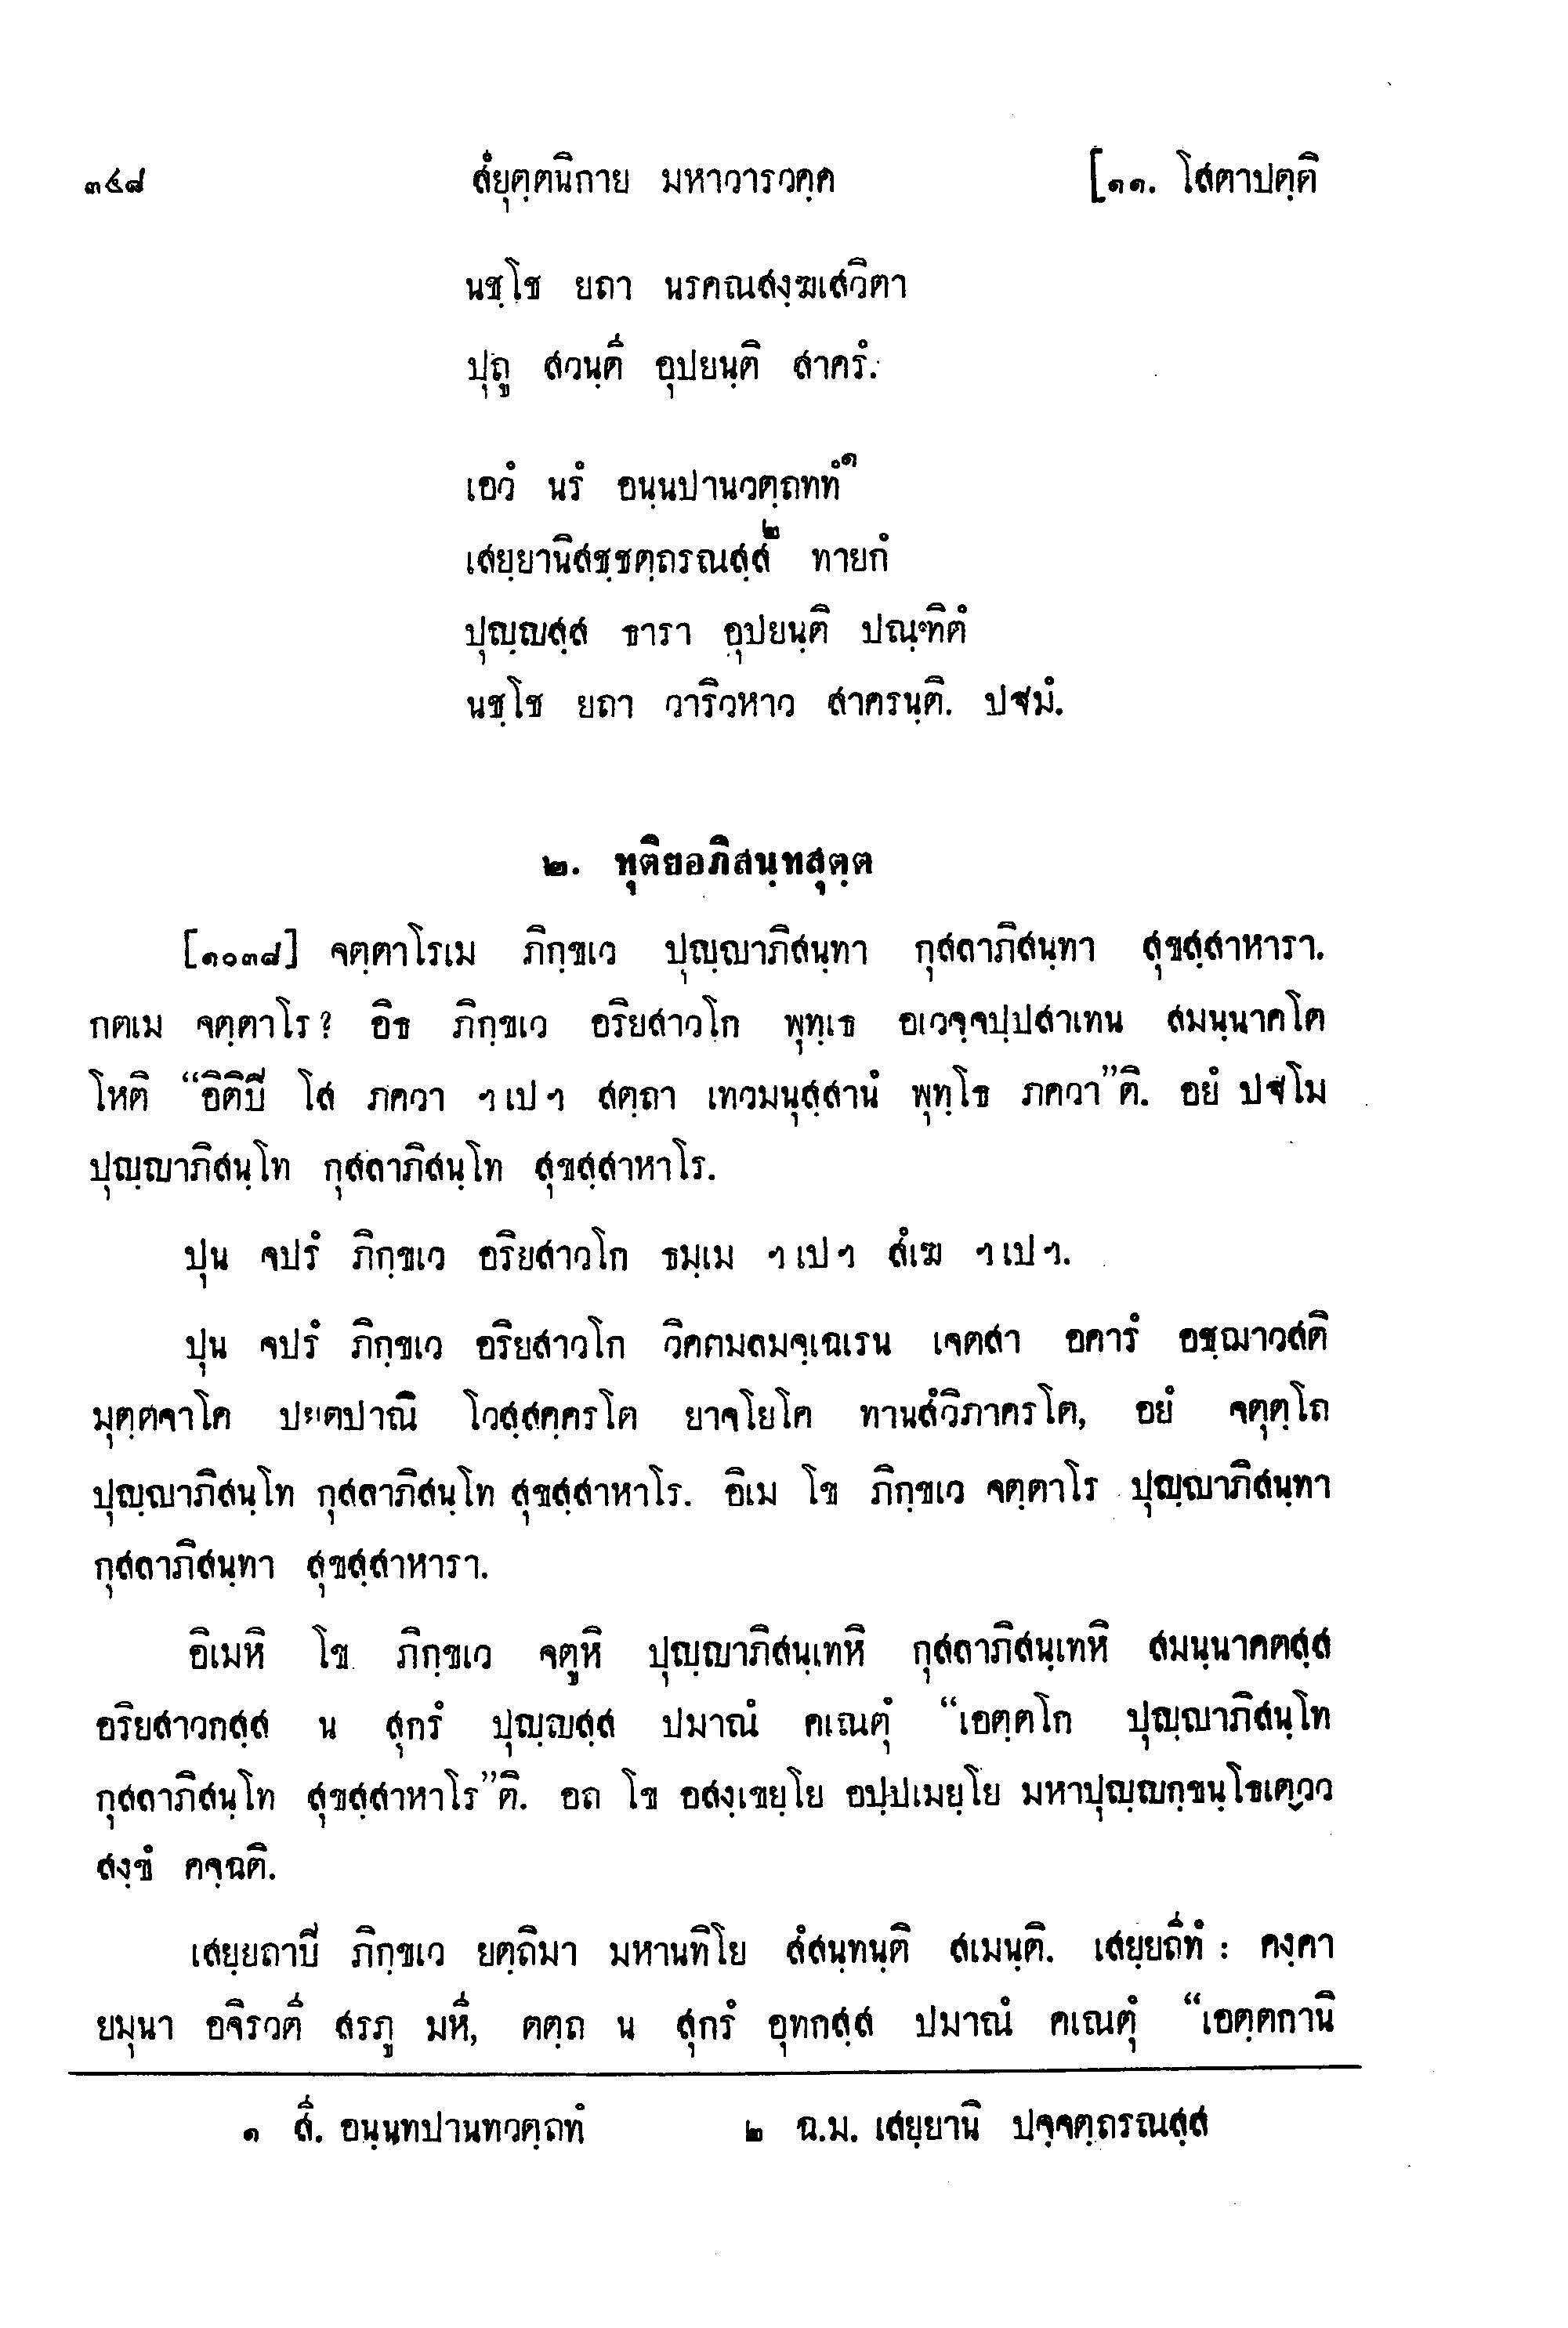 ๓๔๘ สํยุตฺตนิกาย มหาวารวคฺค [๑๑. โสตาปตฺติ
นชฺโช ยถา นรคณสงฺฆเสวิตา
ปุถู สวนฺตี อุปยนฺติ สาครํ.
เอวํ นรํ อนฺนปานวตฺถททํ๑
เสยฺยานิสชฺชตฺถรณสฺส๒ ทายกํ
ปุญฺญสฺส ธารา อุปยนฺติ ปณฺฑิตํ
นชฺโช ยถา วาริวหาว สาครนฺติ. ปฐมํ.
๒. ทุติยอภิสนฺทสุตฺต
[๑๐๓๘] จตฺตาโรเม ภิกฺขเว ปุญฺญาภิสนฺทา กุสลาภิสนฺทา สุขสฺสาหารา.
กตเม จตฺตาโร? อิธ ภิกฺขเว อริยสาวโก พุทฺเธ อเวจฺจปฺปสาเทน สมนฺนาคโต
โหติ “อิติปี โส ภควา ฯเปฯ สตฺถา เทวมนุสฺสานํ พุทฺโธ ภควา”ติ. อยํ ปฐโม
ปุญฺญาภิสนฺโท กุสลาภิสนฺโท สุขสฺสาหาโร.
ปุน จปรํ ภิกฺขเว อริยสาวโก ธมฺเม ฯเปฯ สํเฆ ฯเปฯ.
ปุน จปรํ ภิกฺขเว อริยสาวโก วิคตมลมจฺเฉเรน เจตสา อคารํ อชฺฌาวสติ
มุตฺตจาโค ปยตปาณี โวสฺสคฺครโต ยาจโยโค ทานสํวิภาครโต, อยํ จตุตฺโถ
ปุญฺญาภิสนฺโท กุสลาภิสนฺโท สุขสฺสาหาโร. อิเม โข ภิกฺขเว จตฺตาโร ปุญฺญาภิสนฺทา
กุสลาภิสนฺทา สุขสฺสาหารา.
อิเมหิ โข ภิกฺขเว จตูหิ ปุญฺญาภิสนฺเทหิ กุสลาภิสนฺเทหิ สมนฺนาคตสฺส
อริยสาวกสฺส น สุกรํ ปุญฺญสฺส ปมาณํ คเณตุํ “เอตฺตโก ปุญฺญาภิสนฺโท
กุสลาภิสนฺโท สุขสฺสาหาโร”ติ. อถ โข อสงฺเขยฺโย อปฺปเมยฺโย มหาปุญฺญกฺขนฺโธเตฺวว
สงฺขํ คจฺฉติ.
เสยฺยถาปี ภิกฺขเว ยตฺถิมา มหานทิโย สํสนฺทนฺติ สเมนฺติ. เสยฺยถีทํ : คงฺคา
ยมุนา อจิรวตี สรภู มหี, ตตฺถ น สุกรํ อุทกสฺส ปมาณํ คเณตุํ “เอตฺตกานิ
๑ สี. อนฺนทปานทวตฺถทํ ๒ ฉ.ม. เสยฺยานิ ปจฺจตฺถรณสฺส